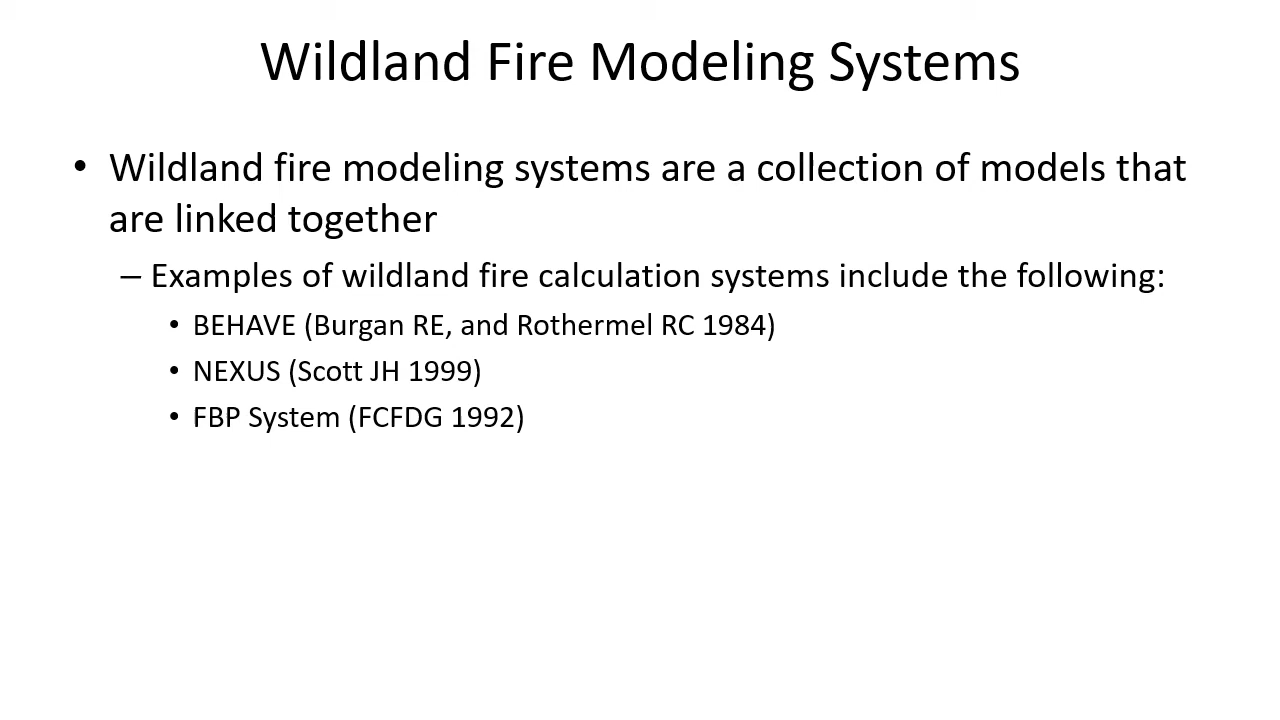 Wildland Fire Modeling Systems
• Wildland fire modeling systems are a collection of models that
are linked together
– Examples of wildland fire calculation systems include the following:
• BEHAVE (Burgan RE, and Rothermel RC 1984)
• NEXUS (Scott JH 1999)
• FBP System (FCFDG 1992)